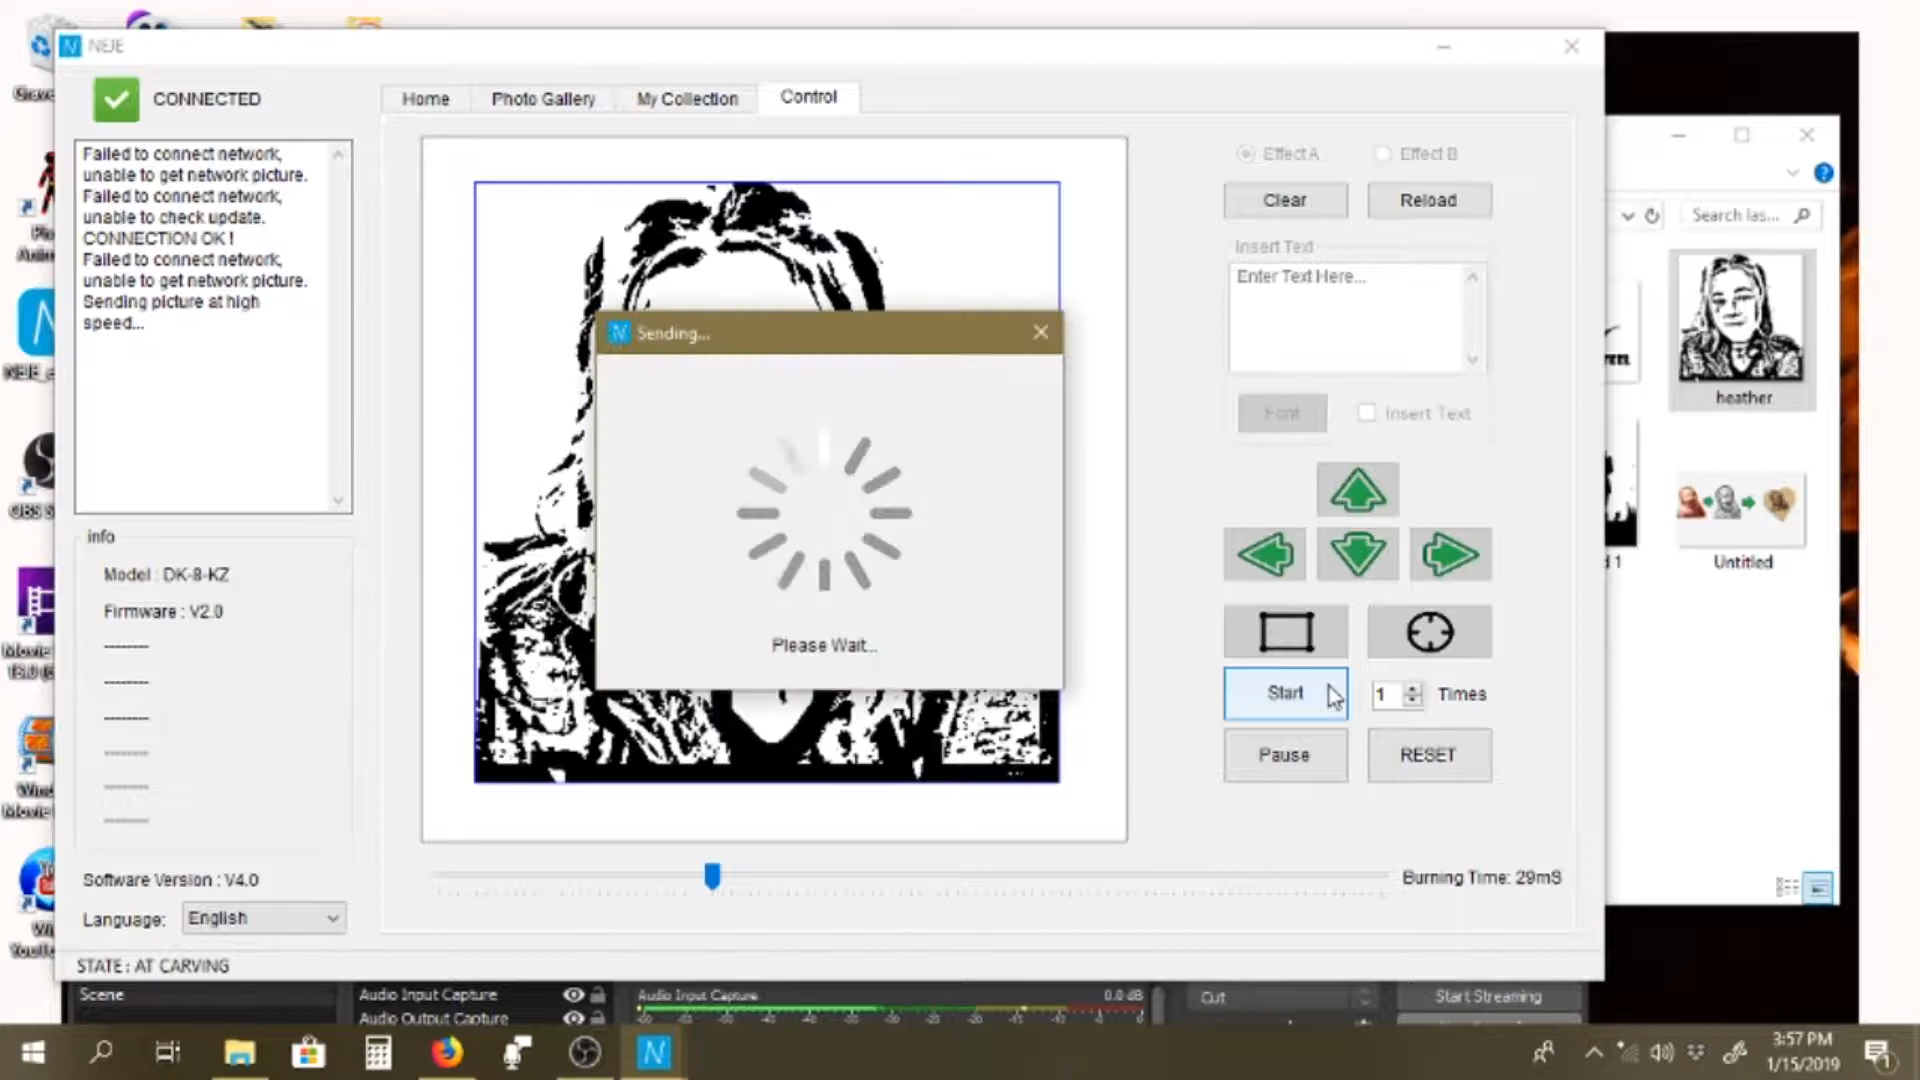 NEJE
CONNECTED
Home
Photo Gallery
My Collection
Control
Failed to connect network,
unable to get network picture.
Failed to connect network,
unable to check update.
CONNECTION OK !
Failed to connect network,
unable to get network picture.
Sending picture at high
speed...
info
Model : DK-8-KZ
Firmware : V2.0
-------
-------
-------
-------
-------
-------
Software Version : V4.0
Language: English
STATE : AT CARVING
Sending...
Please Wait...
Effect A
Effect B
Clear
Reload
Insert Text
Enter Text Here...
Font
Insert Text
Start
1 Times
Pause
RESET
Burning Time: 29mS
Search las...
heather
Untitled
Scene
Audio Input Capture
Audio Output Capture
Audio Input Capture
0.0 dB
Cut
Start Streaming
3:57 PM
1/15/2019
1